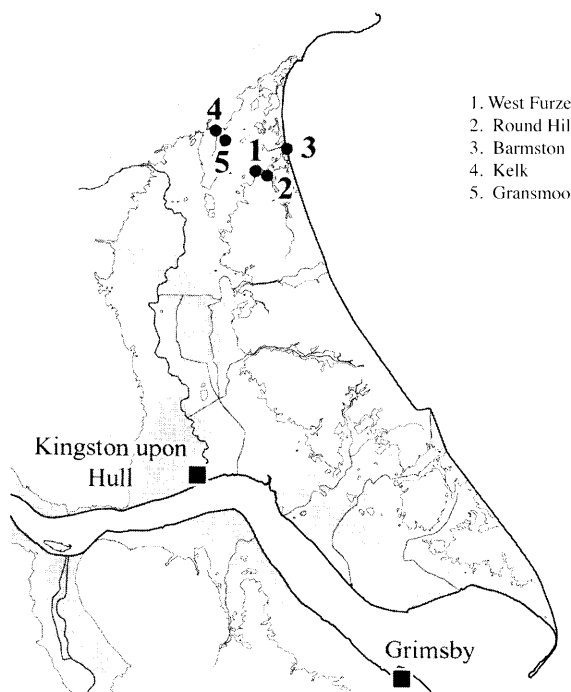 4
5
1
2
3
1. West Furze
2. Round Hil
3. Barmston
4. Kelk
5. Gransmoo
Kingston upon
Hull
Grimsby